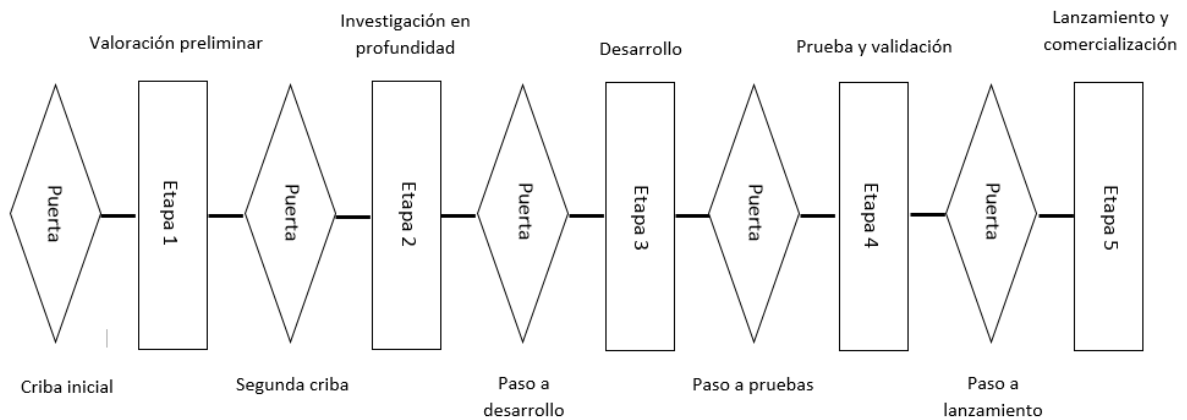 Valoración preliminar
Investigación en
profundidad
Desarrollo
Prueba y validación
Lanzamiento y
comercialización
Puerta
Etapa 1
Puerta
Etapa 2
Puerta
Etapa 3
Puerta
Etapa 4
Puerta
Etapa 5
Criba inicial
Segunda criba
Paso a
desarrollo
Paso a pruebas
Paso a
lanzamiento